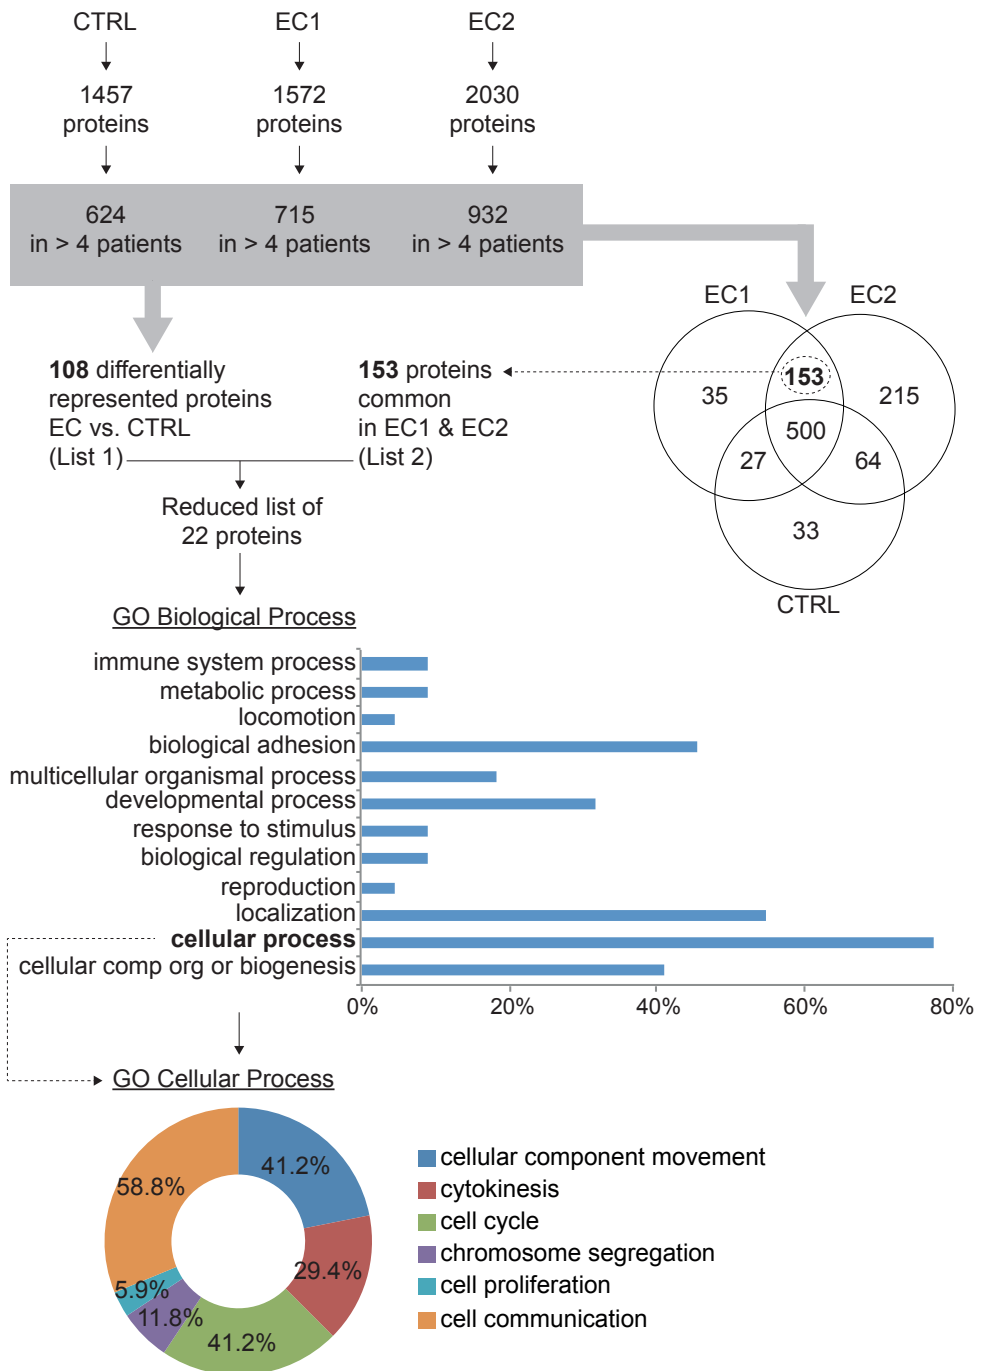 CTRL
EC1
EC2
1457
proteins
1572
proteins
2030
proteins
624
in > 4 patients
715
in > 4 patients
932
in > 4 patients
EC1
EC2
153
35
215
500
27
64
33
CTRL
108 differentially
represented proteins
EC vs. CTRL
(List 1)
153 proteins
common
in EC1 & EC2
(List 2)
Reduced list of
22 proteins
GO Biological Process
immune system process
metabolic process
locomotion
biological adhesion
multicellular organismal process
developmental process
response to stimulus
biological regulation
reproduction
localization
cellular process
cellular comp org or biogenesis
0%
20%
40%
60%
80%
GO Cellular Process
41.2%
58.8%
29.4%
5.9%
11.8%
41.2%
cellular component movement
cytokinesis
cell cycle
chromosome segregation
cell proliferation
cell communication